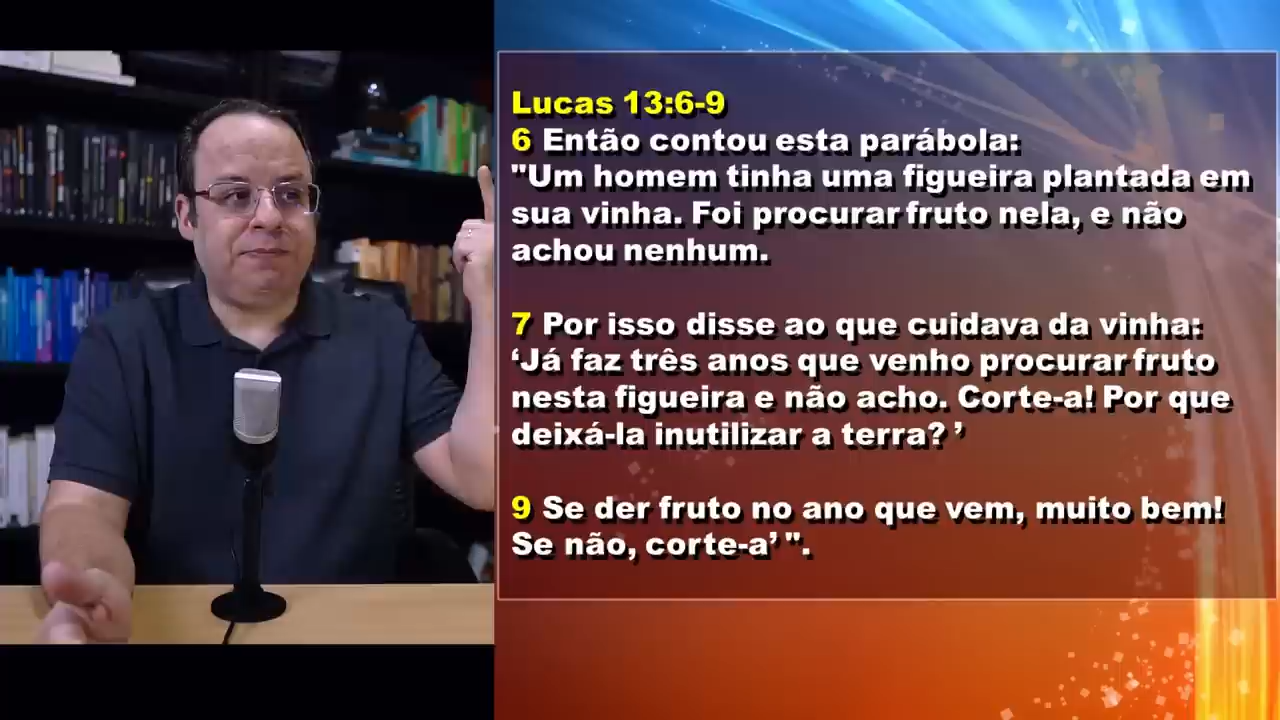 Lucas 13:6-9
6 Então contou esta parábola:
"Um homem tinha uma figueira plantada em
sua vinha. Foi procurar fruto nela, e não
achou nenhum.
7 Por isso disse ao que cuidava da vinha:
‘Já faz três anos que venho procurar fruto
nesta figueira e não acho. Corte-a! Por que
deixá-la inutilizar a terra? ’
9 Se der fruto no ano que vem, muito bem!
Se não, corte-a’ ".